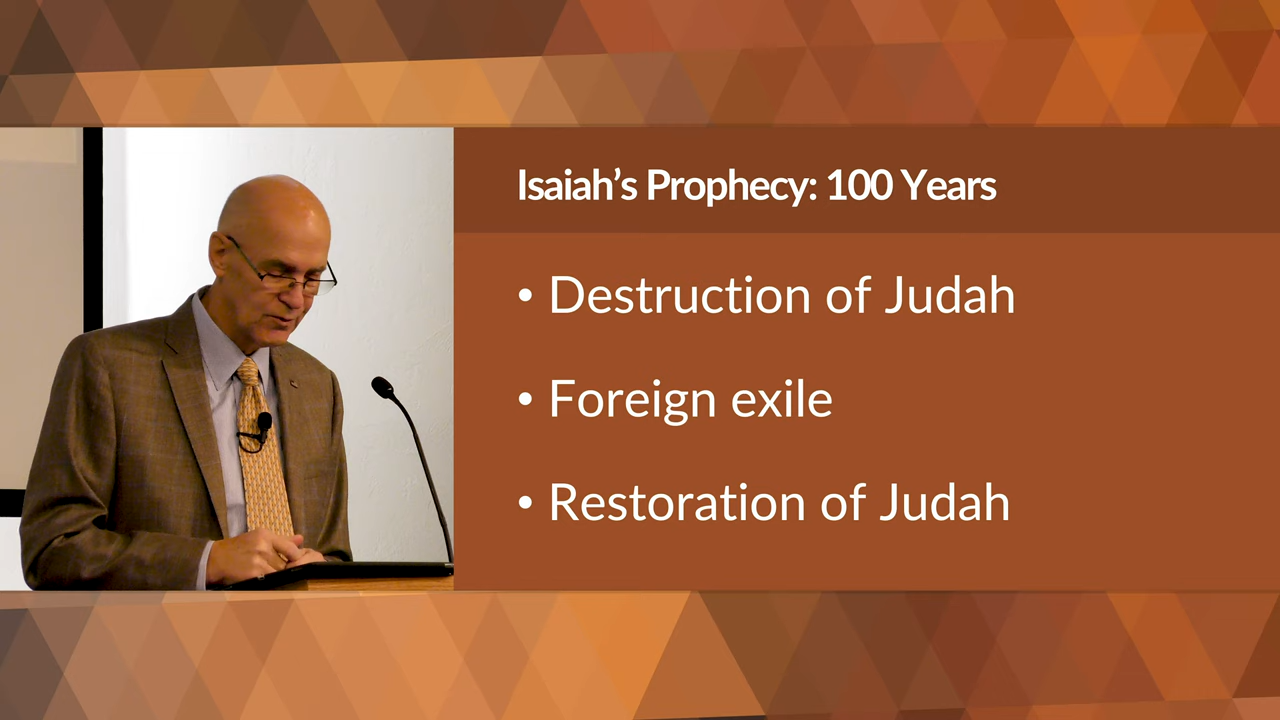 Isaiah’s Prophecy: 100 Years
• Destruction of Judah
• Foreign exile
• Restoration of Judah